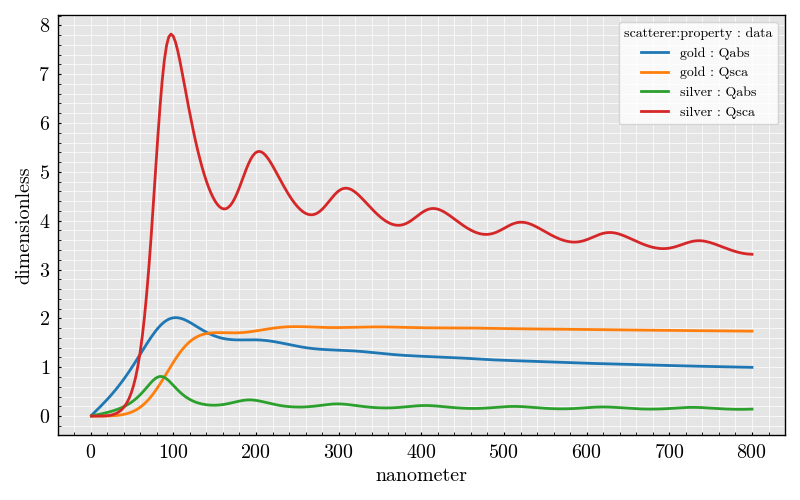 scatterer:property : data
gold : Qabs
gold : Qsca
silver : Qabs
silver : Qsca
8
7
6
5
4
3
2
1
0
dimensionless
0 100 200 300 400 500 600 700 800
nanometer